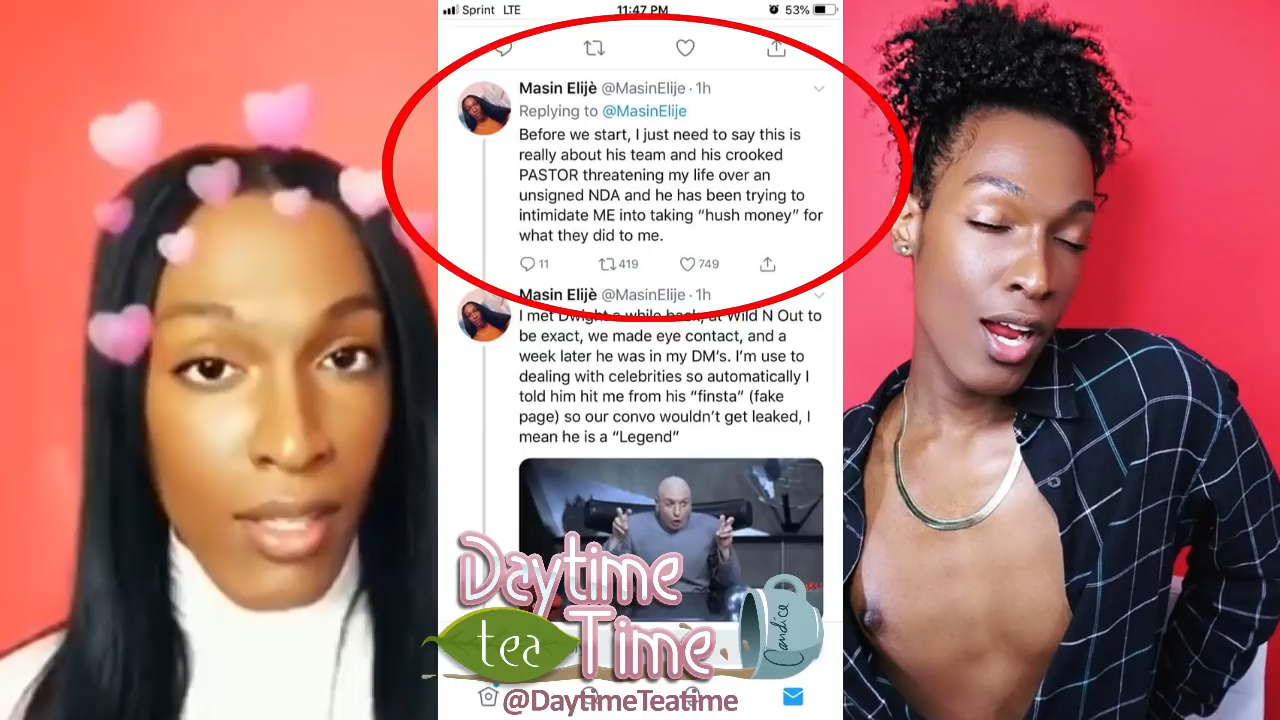 Sprint LTE 11:47 PM 53%
Masin Elijè @MasinElije · 1h
Replying to @MasinElije
Before we start, I just need to say this is
really about his team and his crooked
PASTOR threatening my life over an
unsigned NDA and he has been trying to
intimidate ME into taking “hush money” for
what they did to me.
11 419 749
Masin Elijè @MasinElije · 1h
I met Dwight a while back, at Wild N Out to
be exact, we made eye contact, and a
week later he was in my DM’s. I’m use to
dealing with celebrities so automatically I
told him hit me from his “finsta” (fake
page) so our convo wouldn’t get leaked, I
mean he is a “Legend”
Daytime
tea Time
Candice
@DaytimeTeatime